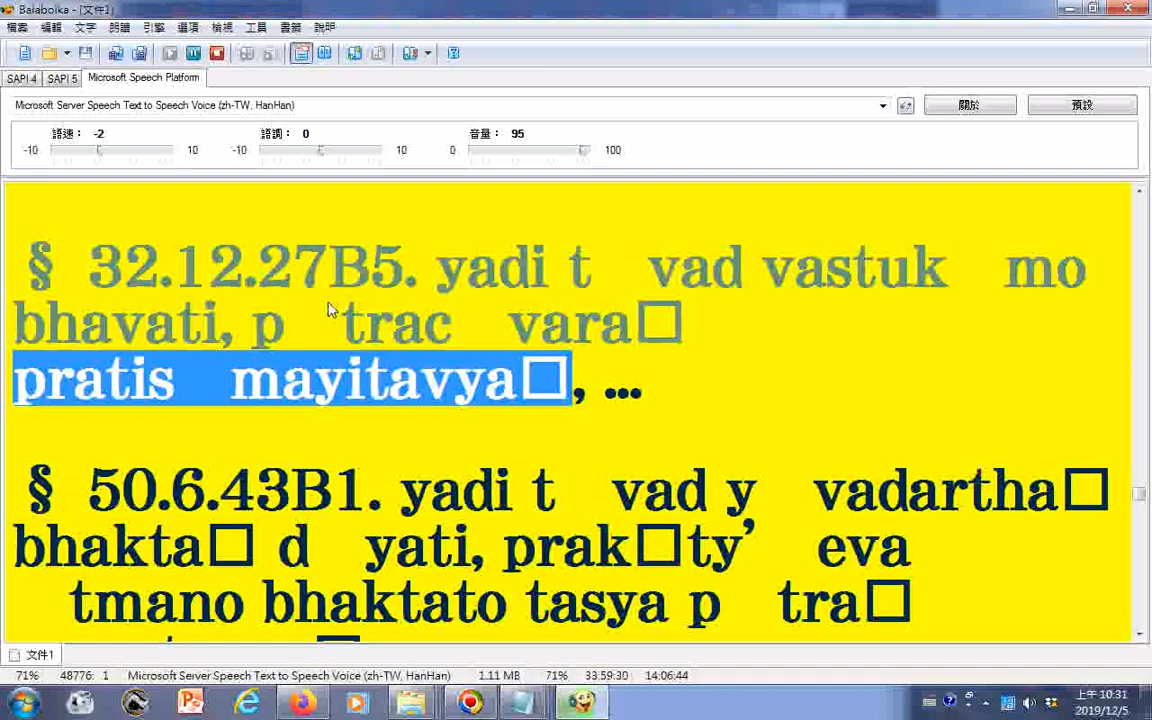 Balabolka - [文件1]
檔案 編輯 文字 朗讀 引擎 選項 檢視 工具 書籤 說明
SAPI 4 SAPI 5 Microsoft Speech Platform
Microsoft Server Speech Text to Speech Voice (zh-TW, HanHan)
關於 預設
語速： -2 語調： 0 音量： 95
-10 10 -10 10 0 100
§ 32.12.27B5. yadi t vad vastuk mo
bhavati, p trac vara□
pratis mayitavya□, ...
§ 50.6.43B1. yadi t vad y vadartha□
bhakta□ d yati, prak□ty’ eva
tmano bhaktato tasya p tra□
文件1
71% 48776: 1 Microsoft Server Speech Text to Speech Voice (zh-TW, HanHan) 1.11 MB 71% 33:59:30 14:06:44
上午 10:31
2019/12/5